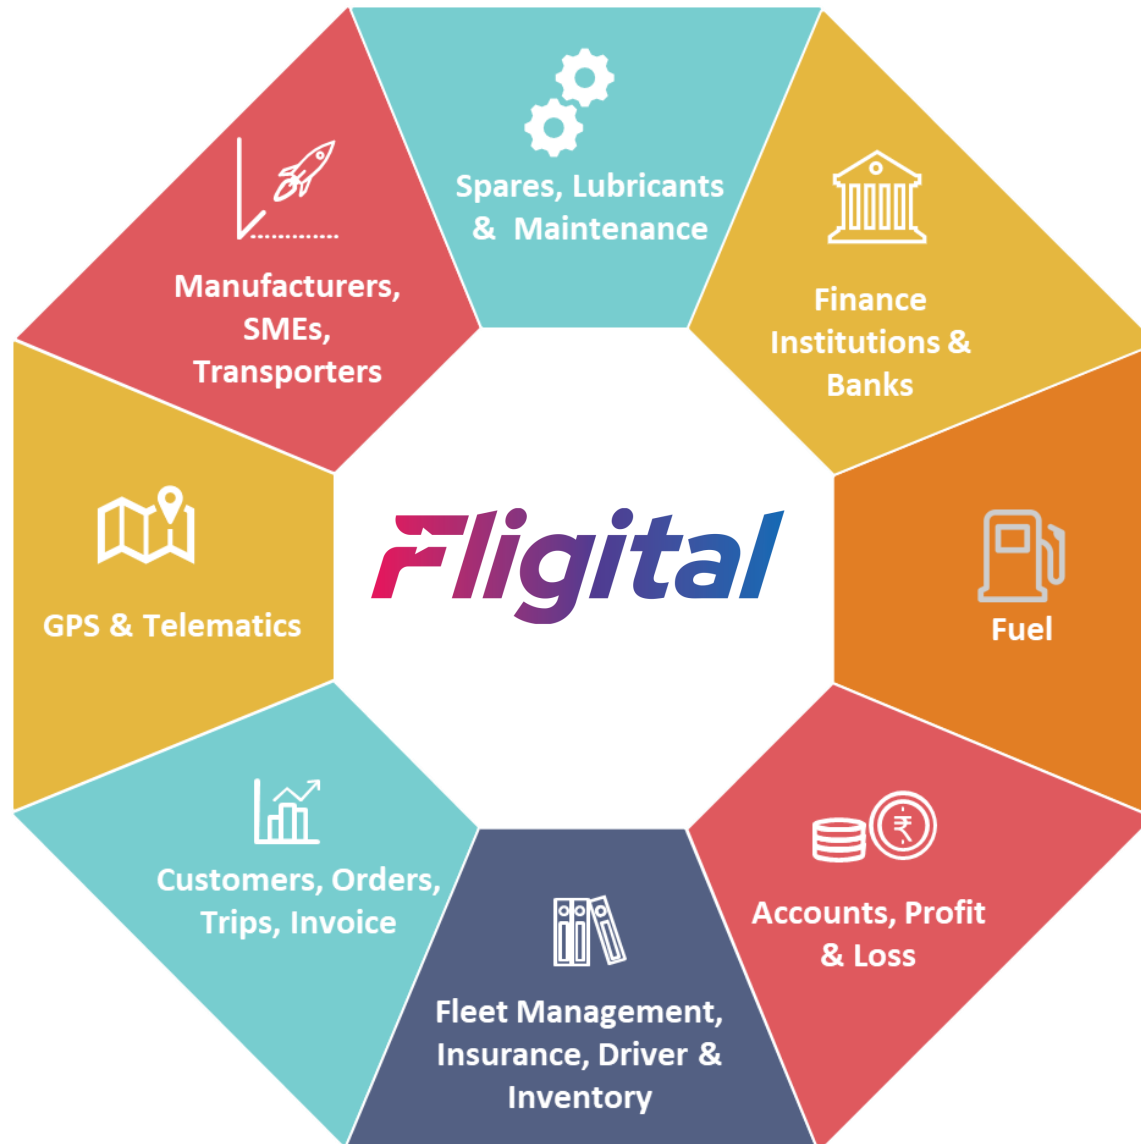 Spares, Lubricants
& Maintenance
Finance
Institutions &
Banks
Fuel
Accounts, Profit
& Loss
Fleet Management,
Insurance, Driver &
Inventory
Customers, Orders,
Trips, Invoice
GPS & Telematics
Manufacturers,
SMEs,
Transporters
Fligital
₹